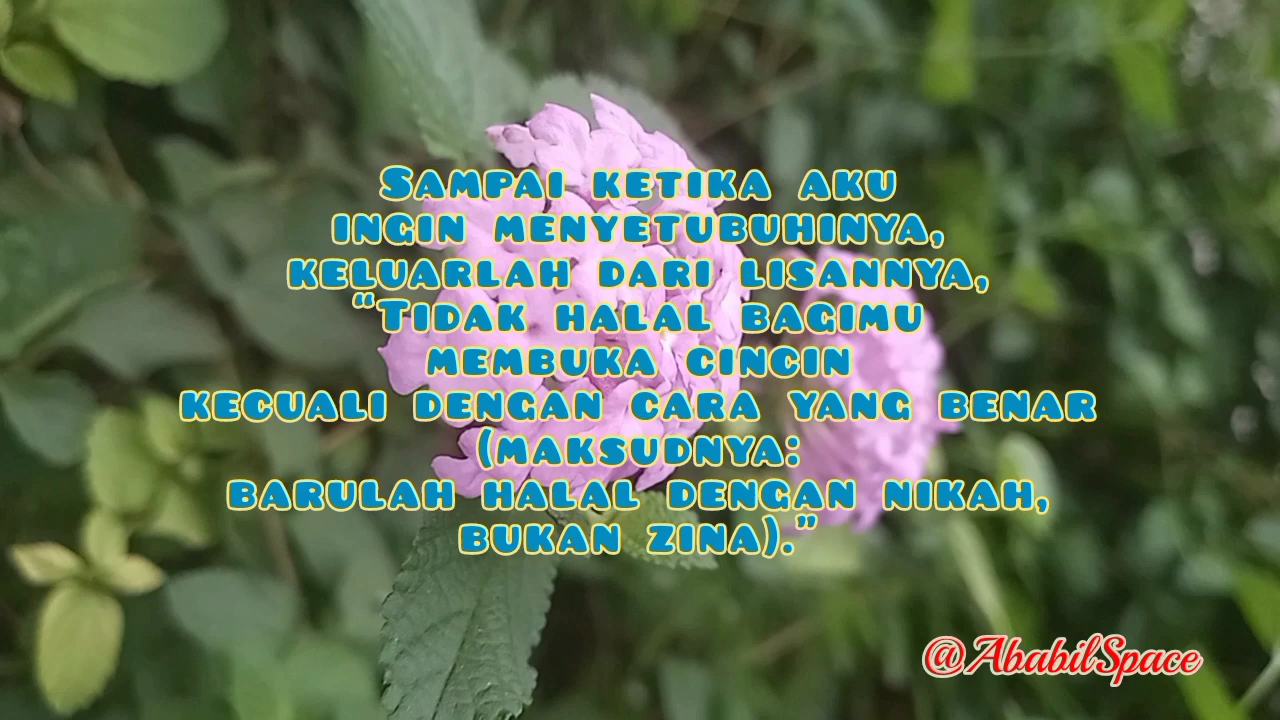 Sampai ketika aku
ingin menyetubuhinya,
keluarlah dari lisannya,
“Tidak halal bagimu
membuka cincin
kecuali dengan cara yang benar
(maksudnya:
barulah halal dengan nikah,
bukan zina).”
@AbabilSpace